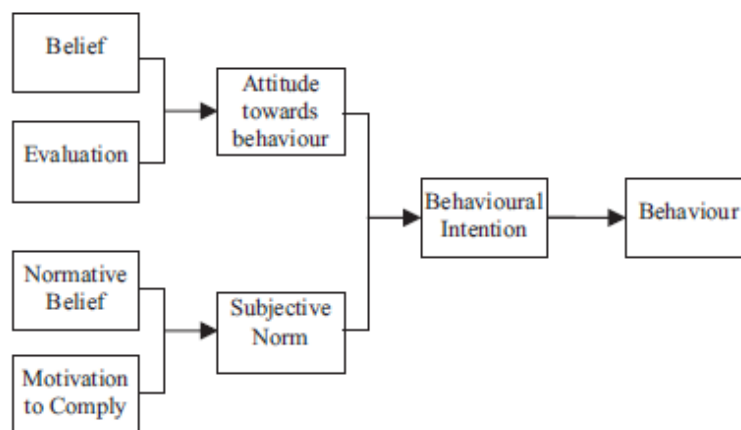 Belief
Evaluation
Attitude
towards
behaviour
Normative
Belief
Motivation
to Comply
Subjective
Norm
Behavioural
Intention
Behaviour